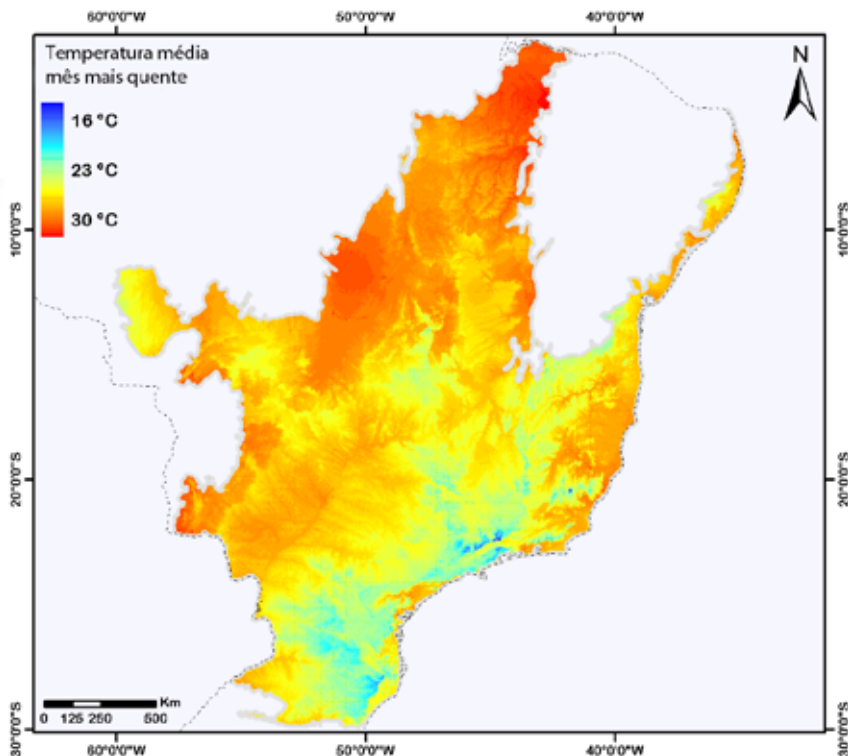 60°0'0"W 50°0'0"W 40°0'0"W
Temperatura média
mês mais quente
16 °C
23 °C
30 °C
N
10°0'0"S 10°0'0"S
20°0'0"S 20°0'0"S
30°0'0"S 30°0'0"S
Km
0 125 250 500
60°0'0"W 50°0'0"W 40°0'0"W